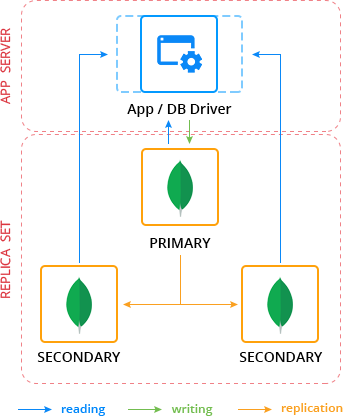 APP SERVER
App / DB Driver
REPLICA SET
PRIMARY
SECONDARY
SECONDARY
reading
writing
replication